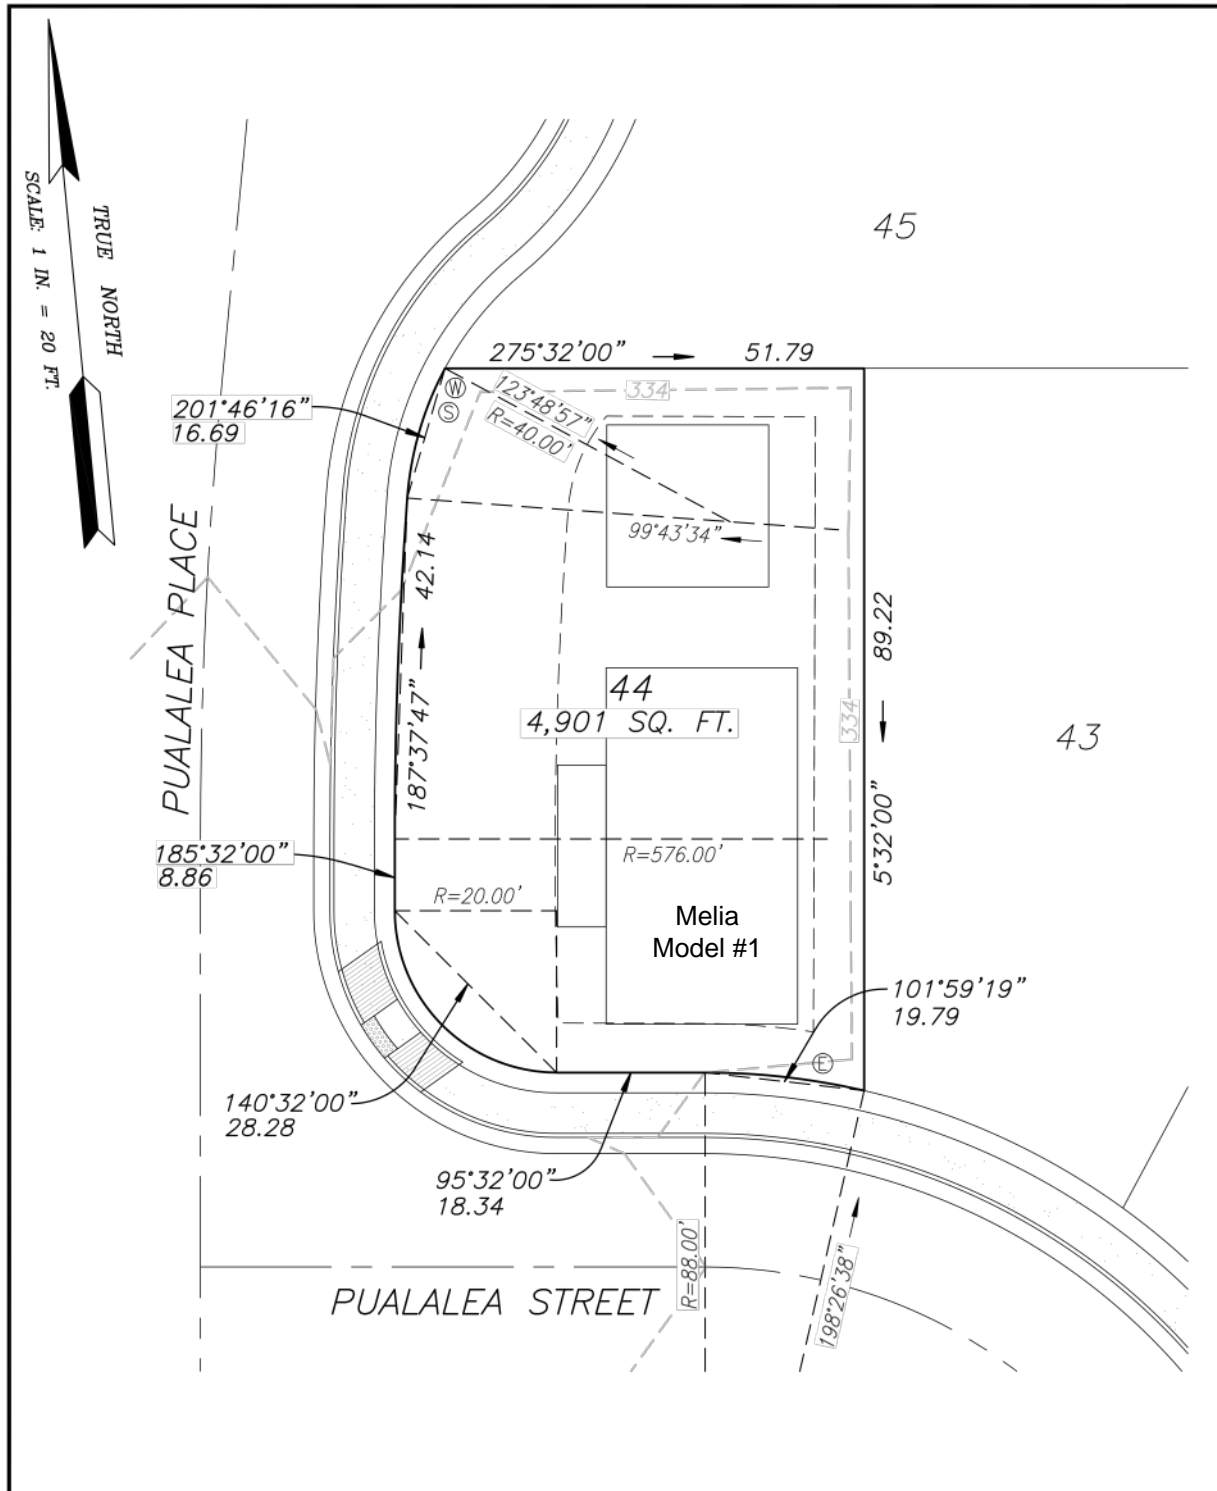 TRUE NORTH
SCALE: 1 IN. = 20 FT.
45
275°32'00" 51.79
334
W
S
123°48'57"
R=40.00'
201°46'16"
16.69
99°43'34"
PUALALEA PLACE
187°37'47" 42.14
89.22
5°32'00"
334
44
4,901 SQ. FT.
43
R=576.00'
185°32'00"
8.86
R=20.00'
Melia
Model #1
101°59'19"
19.79
E
140°32'00"
28.28
95°32'00"
18.34
R=88.00'
198°26'38"
PUALALEA STREET